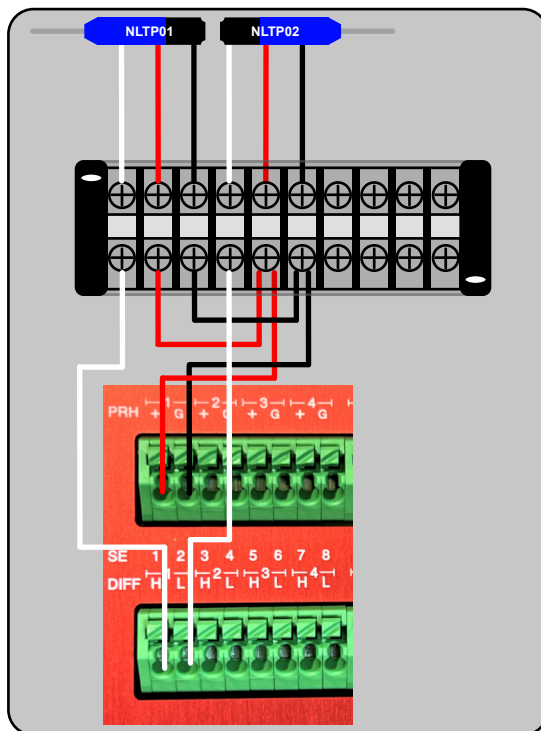 NLTP01 NLTP02
PRH 1 2 3 4
+ G + G + G + G
SE 1 2 3 4 5 6 7 8
DIFF H 1 L H 2 L H 3 L H 4 L